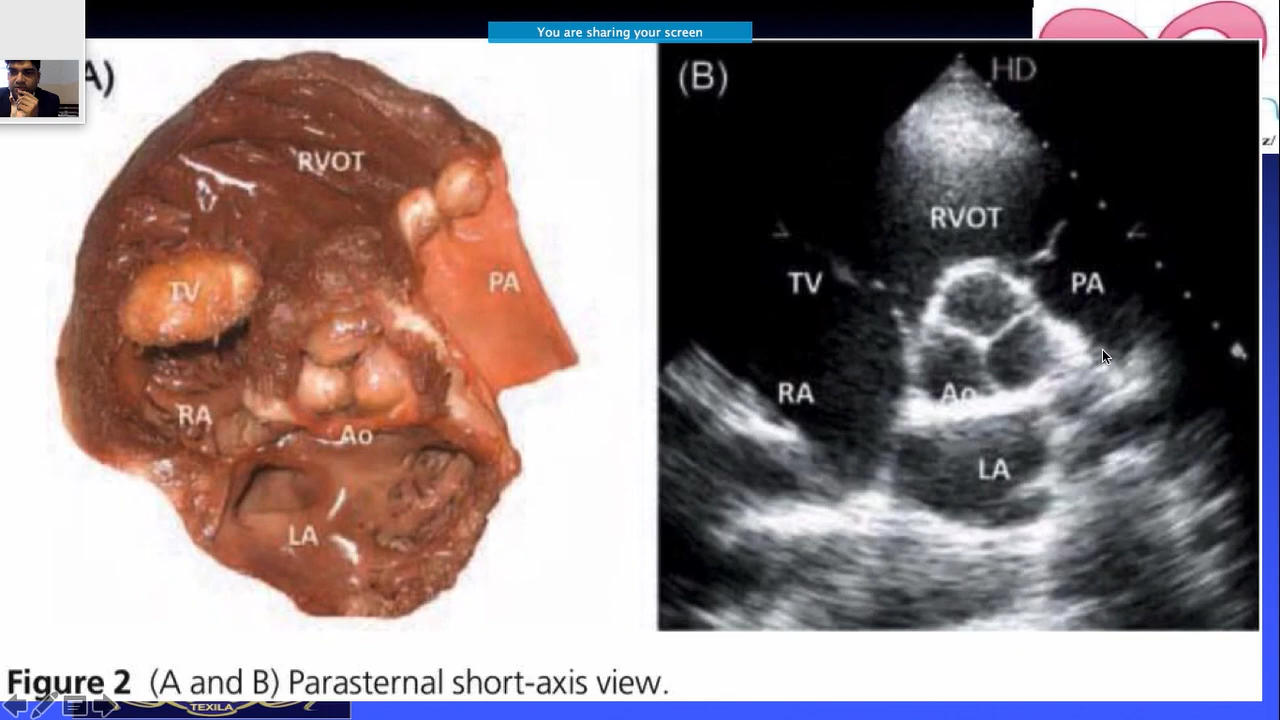 You are sharing your screen
A)
RVOT
TV
PA
RA
Ao
LA
(B)
HD
RVOT
TV
PA
RA
Ao
LA
z/
Figure 2 (A and B) Parasternal short-axis view.
TEXILA